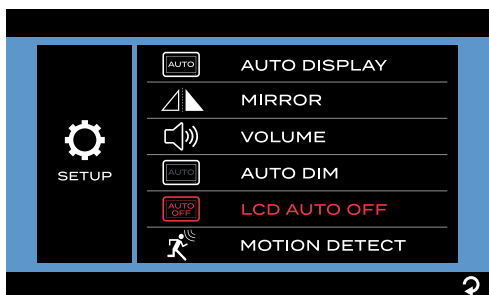 SETUP
AUTO AUTO DISPLAY
MIRROR
VOLUME
AUTO AUTO DIM
AUTO OFF LCD AUTO OFF
MOTION DETECT